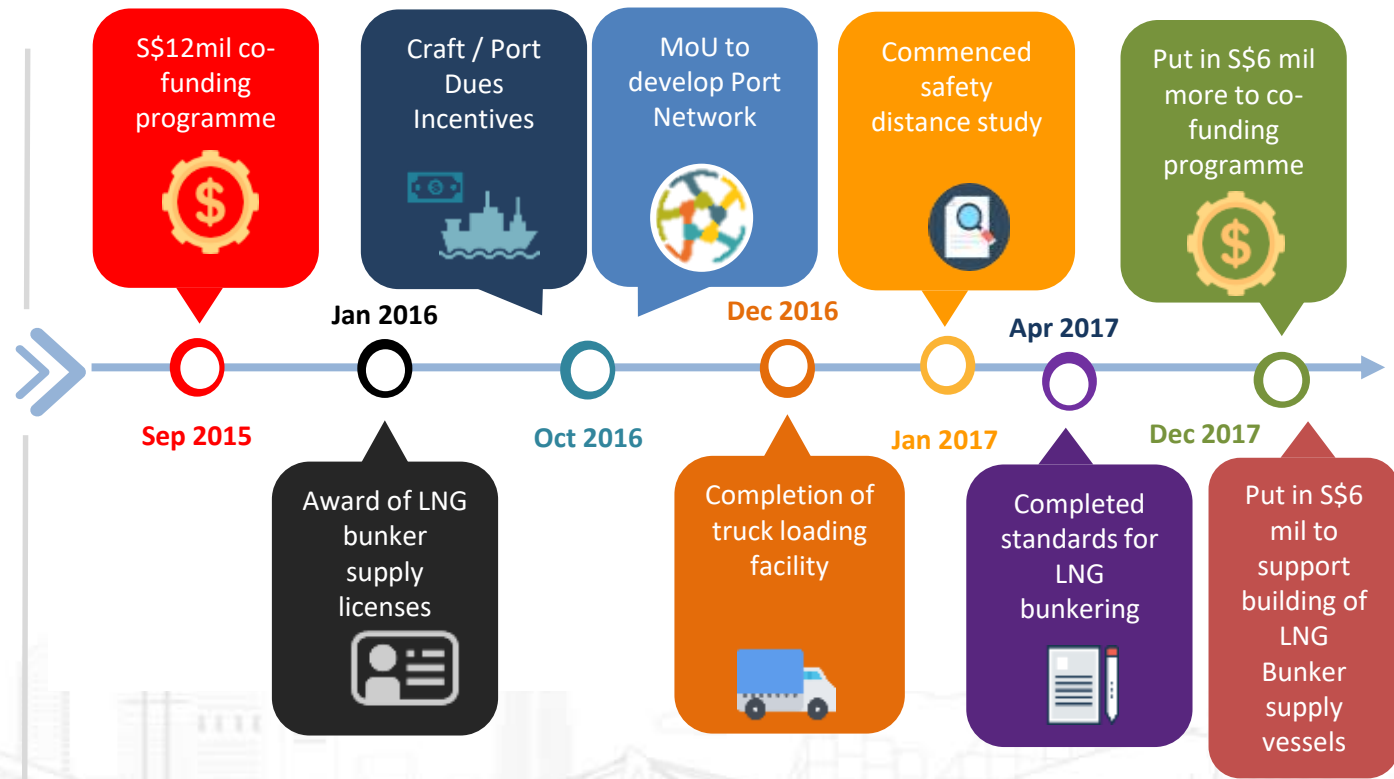 S$12mil co-
funding
programme
Craft / Port
Dues
Incentives
MoU to
develop Port
Network
Commenced
safety
distance study
Put in S$6 mil
more to co-
funding
programme
Jan 2016
Dec 2016
Apr 2017
Sep 2015
Oct 2016
Jan 2017
Dec 2017
Award of LNG
bunker
supply
licenses
Completion of
truck loading
facility
Completed
standards for
LNG
bunkering
Put in S$6
mil to
support
building of
LNG
Bunker
supply
vessels